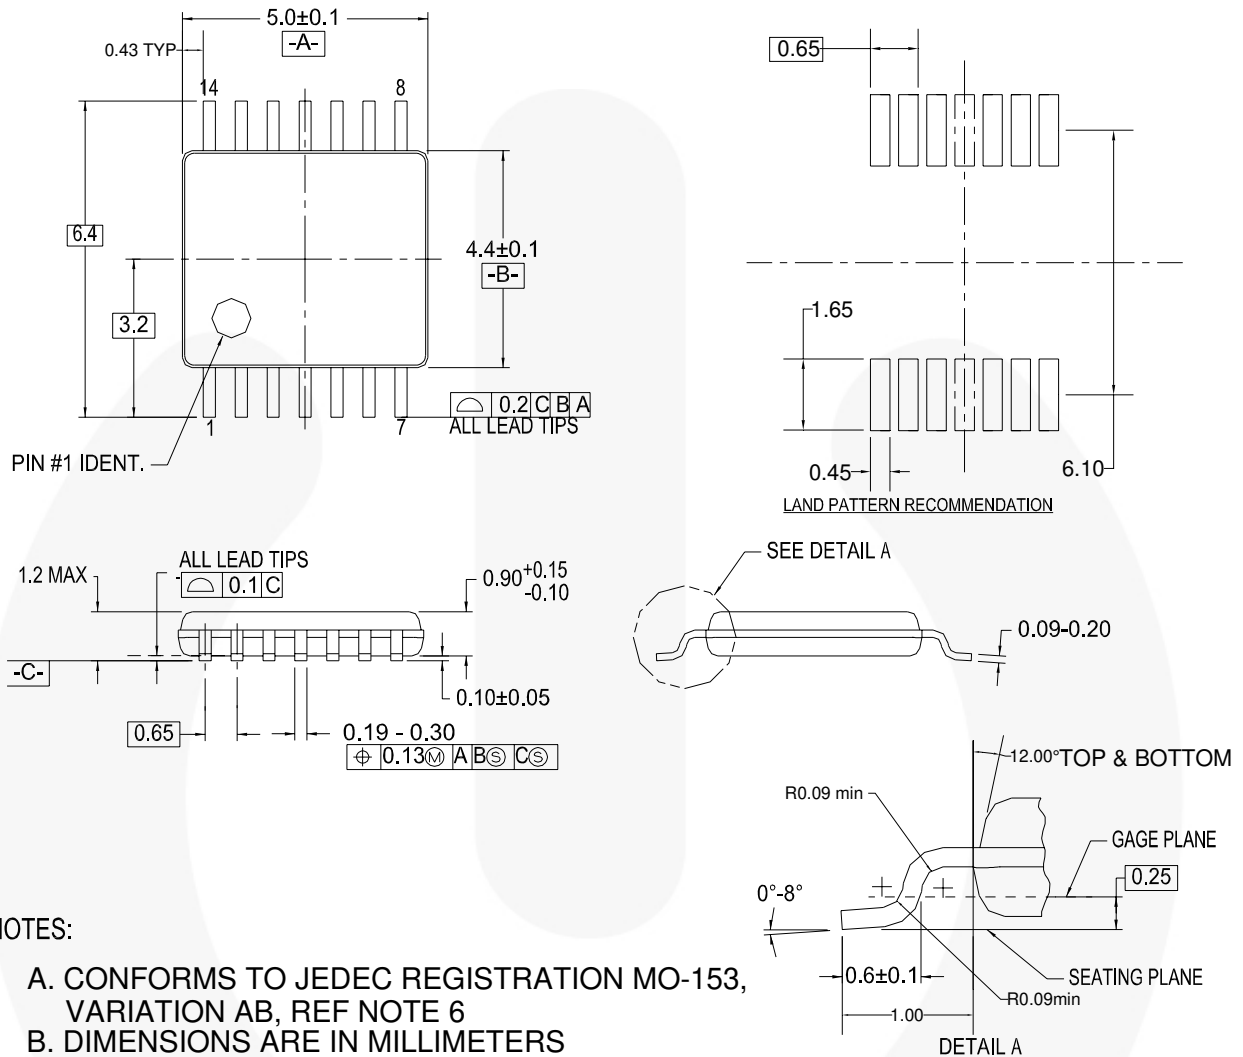 5.0±0.1
-A-
0.43 TYP
14
8
6.4
3.2
4.4±0.1
-B-
0.2 C B A
ALL LEAD TIPS
1
7
PIN #1 IDENT.
0.65
1.65
0.45
6.10
LAND PATTERN RECOMMENDATION
ALL LEAD TIPS
0.1 C
1.2 MAX
0.90 +0.15
-0.10
-C-
0.10±0.05
0.65
0.19 - 0.30
0.13Ⓜ A BⓈ CⓈ
SEE DETAIL A
0.09-0.20
12.00° TOP & BOTTOM
R0.09 min
GAGE PLANE
0.25
0°-8°
0.6±0.1
SEATING PLANE
R0.09min
1.00
DETAIL A
NOTES:
A. CONFORMS TO JEDEC REGISTRATION MO-153,
VARIATION AB, REF NOTE 6
B. DIMENSIONS ARE IN MILLIMETERS